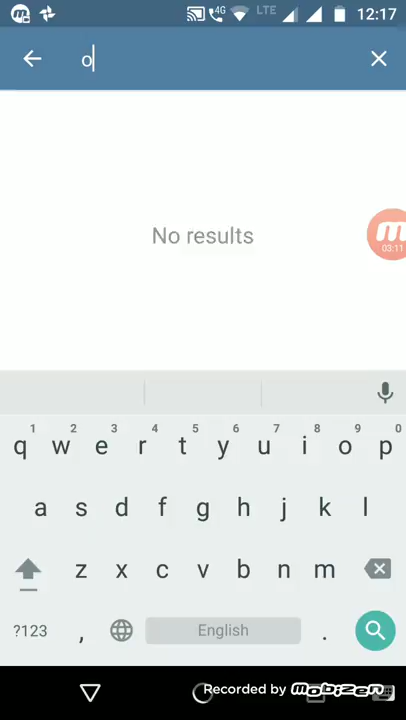 4G LTE 12:17
o
No results
03:11
1 2 3 4 5 6 7 8 9 0
q w e r t y u i o p
a s d f g h j k l
z x c v b n m
?123 , English .
Recorded by mobizen